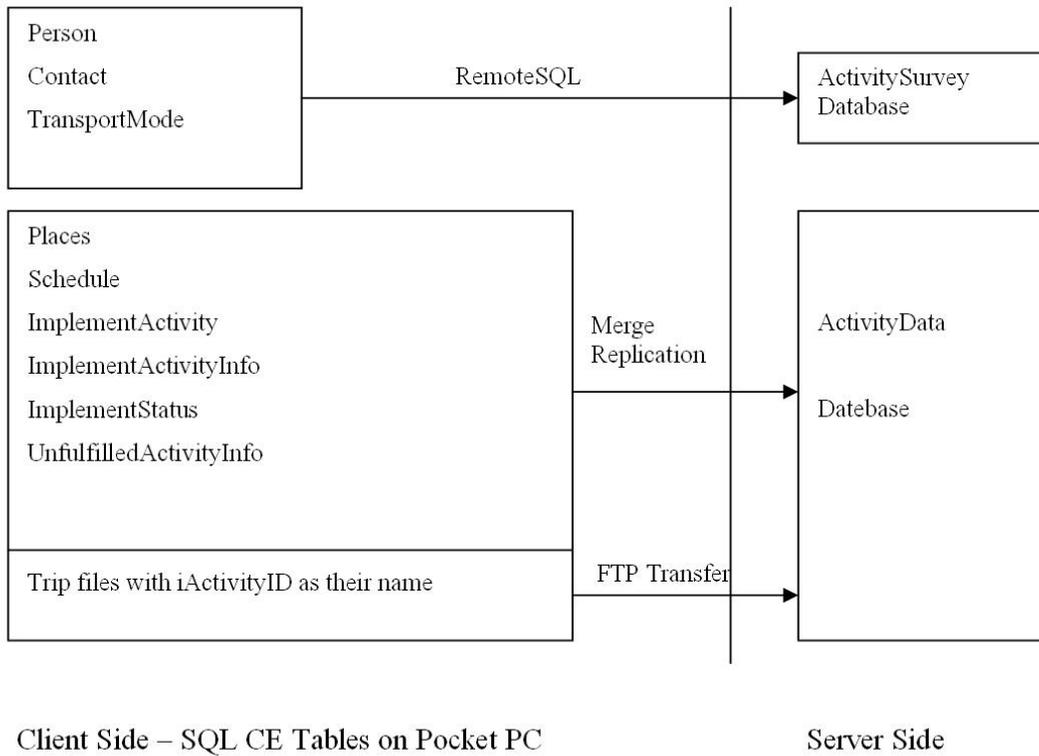 Person
Contact
TransportMode
RemoteSQL
ActivitySurvey
Database
Places
Schedule
ImplementActivity
ImplementActivityInfo
ImplementStatus
UnfulfilledActivityInfo
Merge
Replication
ActivityData
Datebase
Trip files with iActivityID as their name
FTP Transfer
Client Side – SQL CE Tables on Pocket PC
Server Side